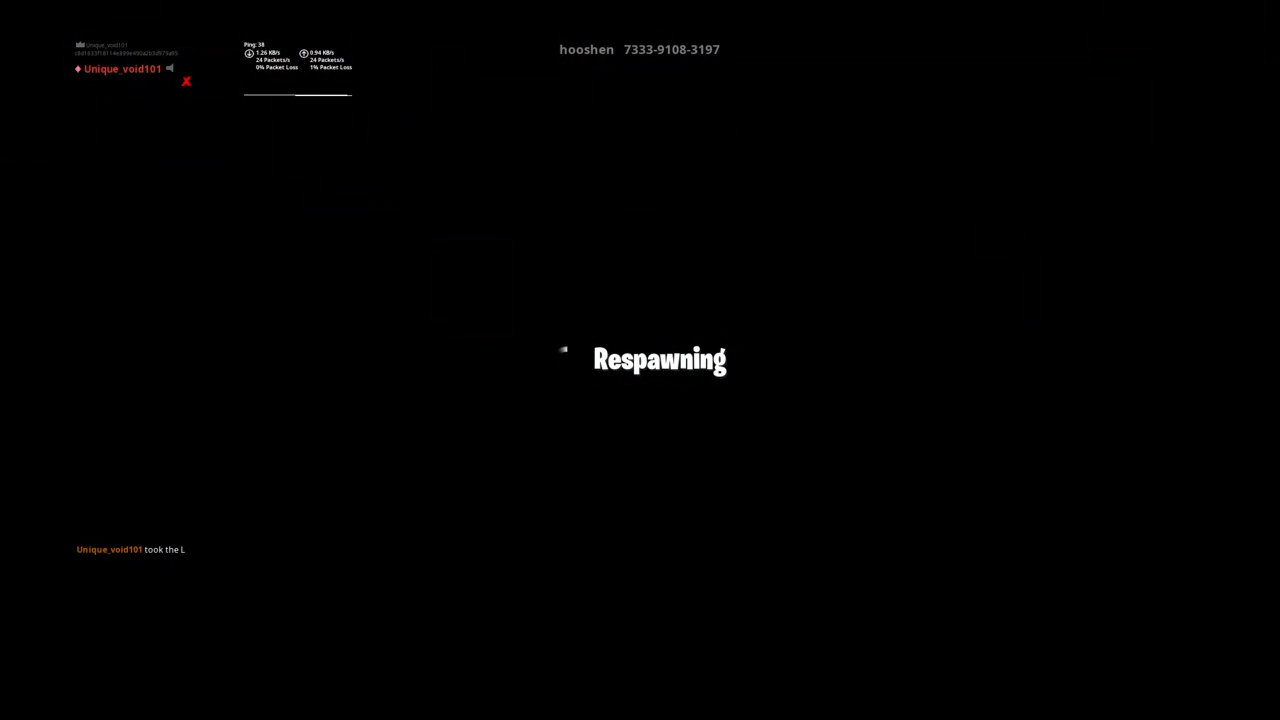 Unique_void101
Unique_void101
Ping: 38
1.26 KB/s
24 Packets/s
0% Packet Loss
0.94 KB/s
24 Packets/s
1% Packet Loss
hooshen 7333-9108-3197
Respawning
Unique_void101 took the L